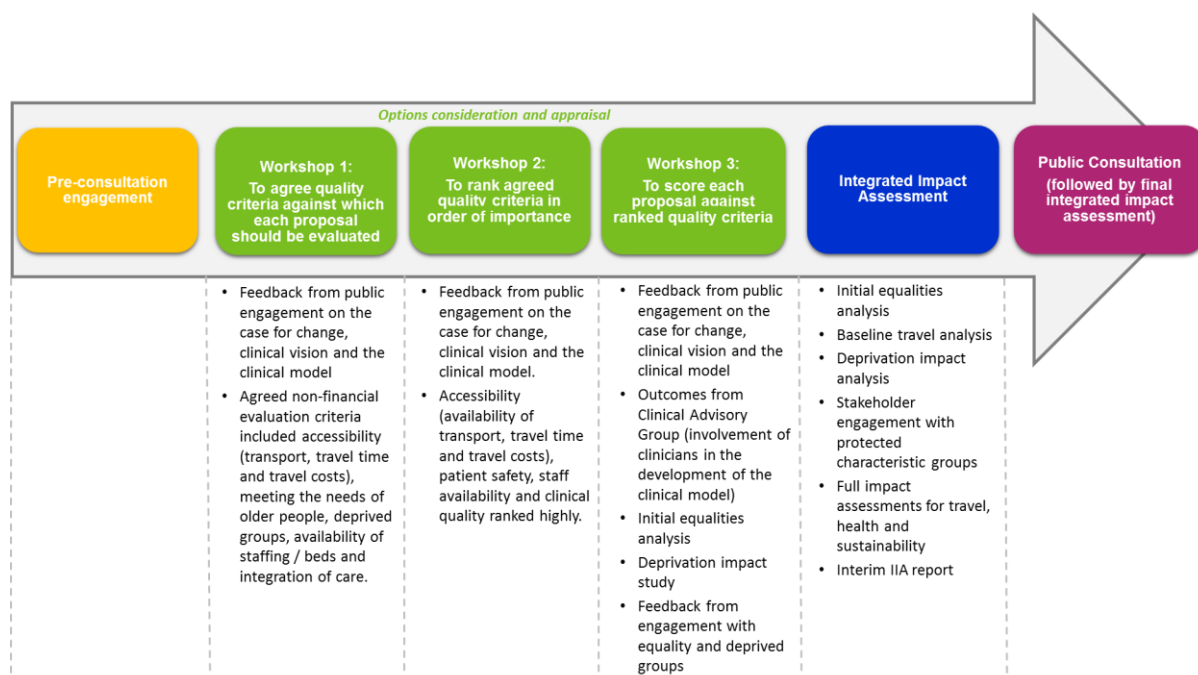 Options consideration and appraisal
Pre-consultation
engagement
Workshop 1:
To agree quality
criteria against which
each proposal
should be evaluated
Workshop 2:
To rank agreed
quality criteria in
order of importance
Workshop 3:
To score each
proposal against
ranked quality criteria
Integrated Impact
Assessment
Public Consultation
(followed by final
integrated impact
assessment)
• Feedback from public
engagement on the
case for change,
clinical vision and the
clinical model
• Agreed non-financial
evaluation criteria
included accessibility
(transport, travel time
and travel costs),
meeting the needs of
older people, deprived
groups, availability of
staffing / beds and
integration of care.
• Feedback from public
engagement on the
case for change,
clinical vision and the
clinical model.
• Accessibility
(availability of
transport, travel time
and travel costs),
patient safety, staff
availability and clinical
quality ranked highly.
• Feedback from public
engagement on the
case for change,
clinical vision and the
clinical model
• Outcomes from
Clinical Advisory
Group (involvement of
clinicians in the
development of the
clinical model)
• Initial equalities
analysis
• Deprivation impact
study
• Feedback from
engagement with
equality and deprived
groups
• Initial equalities
analysis
• Baseline travel analysis
• Deprivation impact
analysis
• Stakeholder
engagement with
protected
characteristic groups
• Full impact
assessments for travel,
health and
sustainability
• Interim IIA report